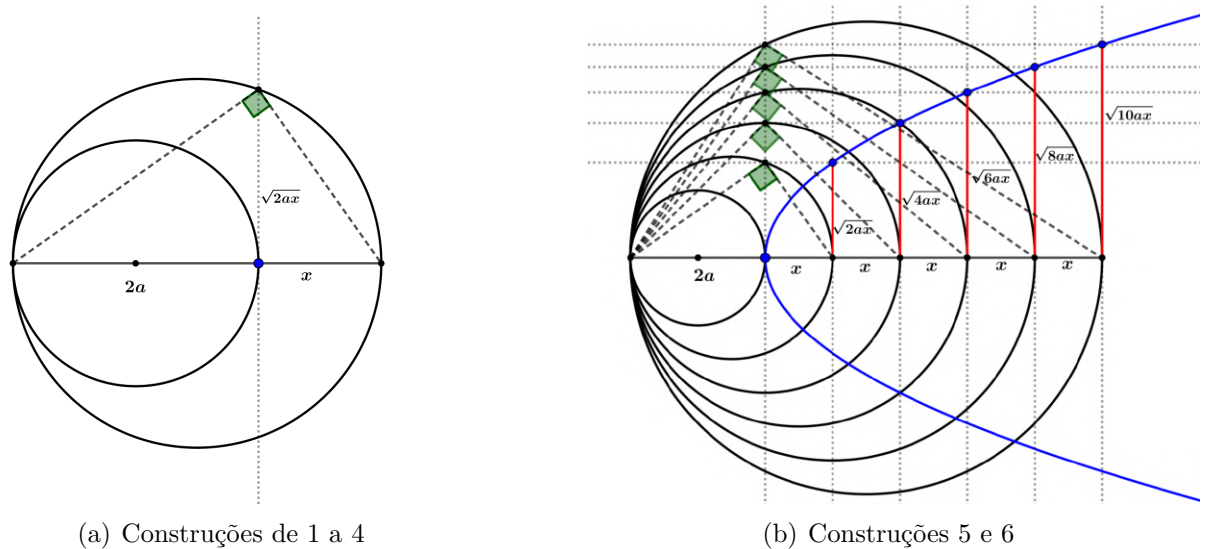 √2ax
2a
x
√10ax
√8ax
√6ax
√4ax
√2ax
2a
x
x
x
x
x
(a) Construções de 1 a 4
(b) Construções 5 e 6